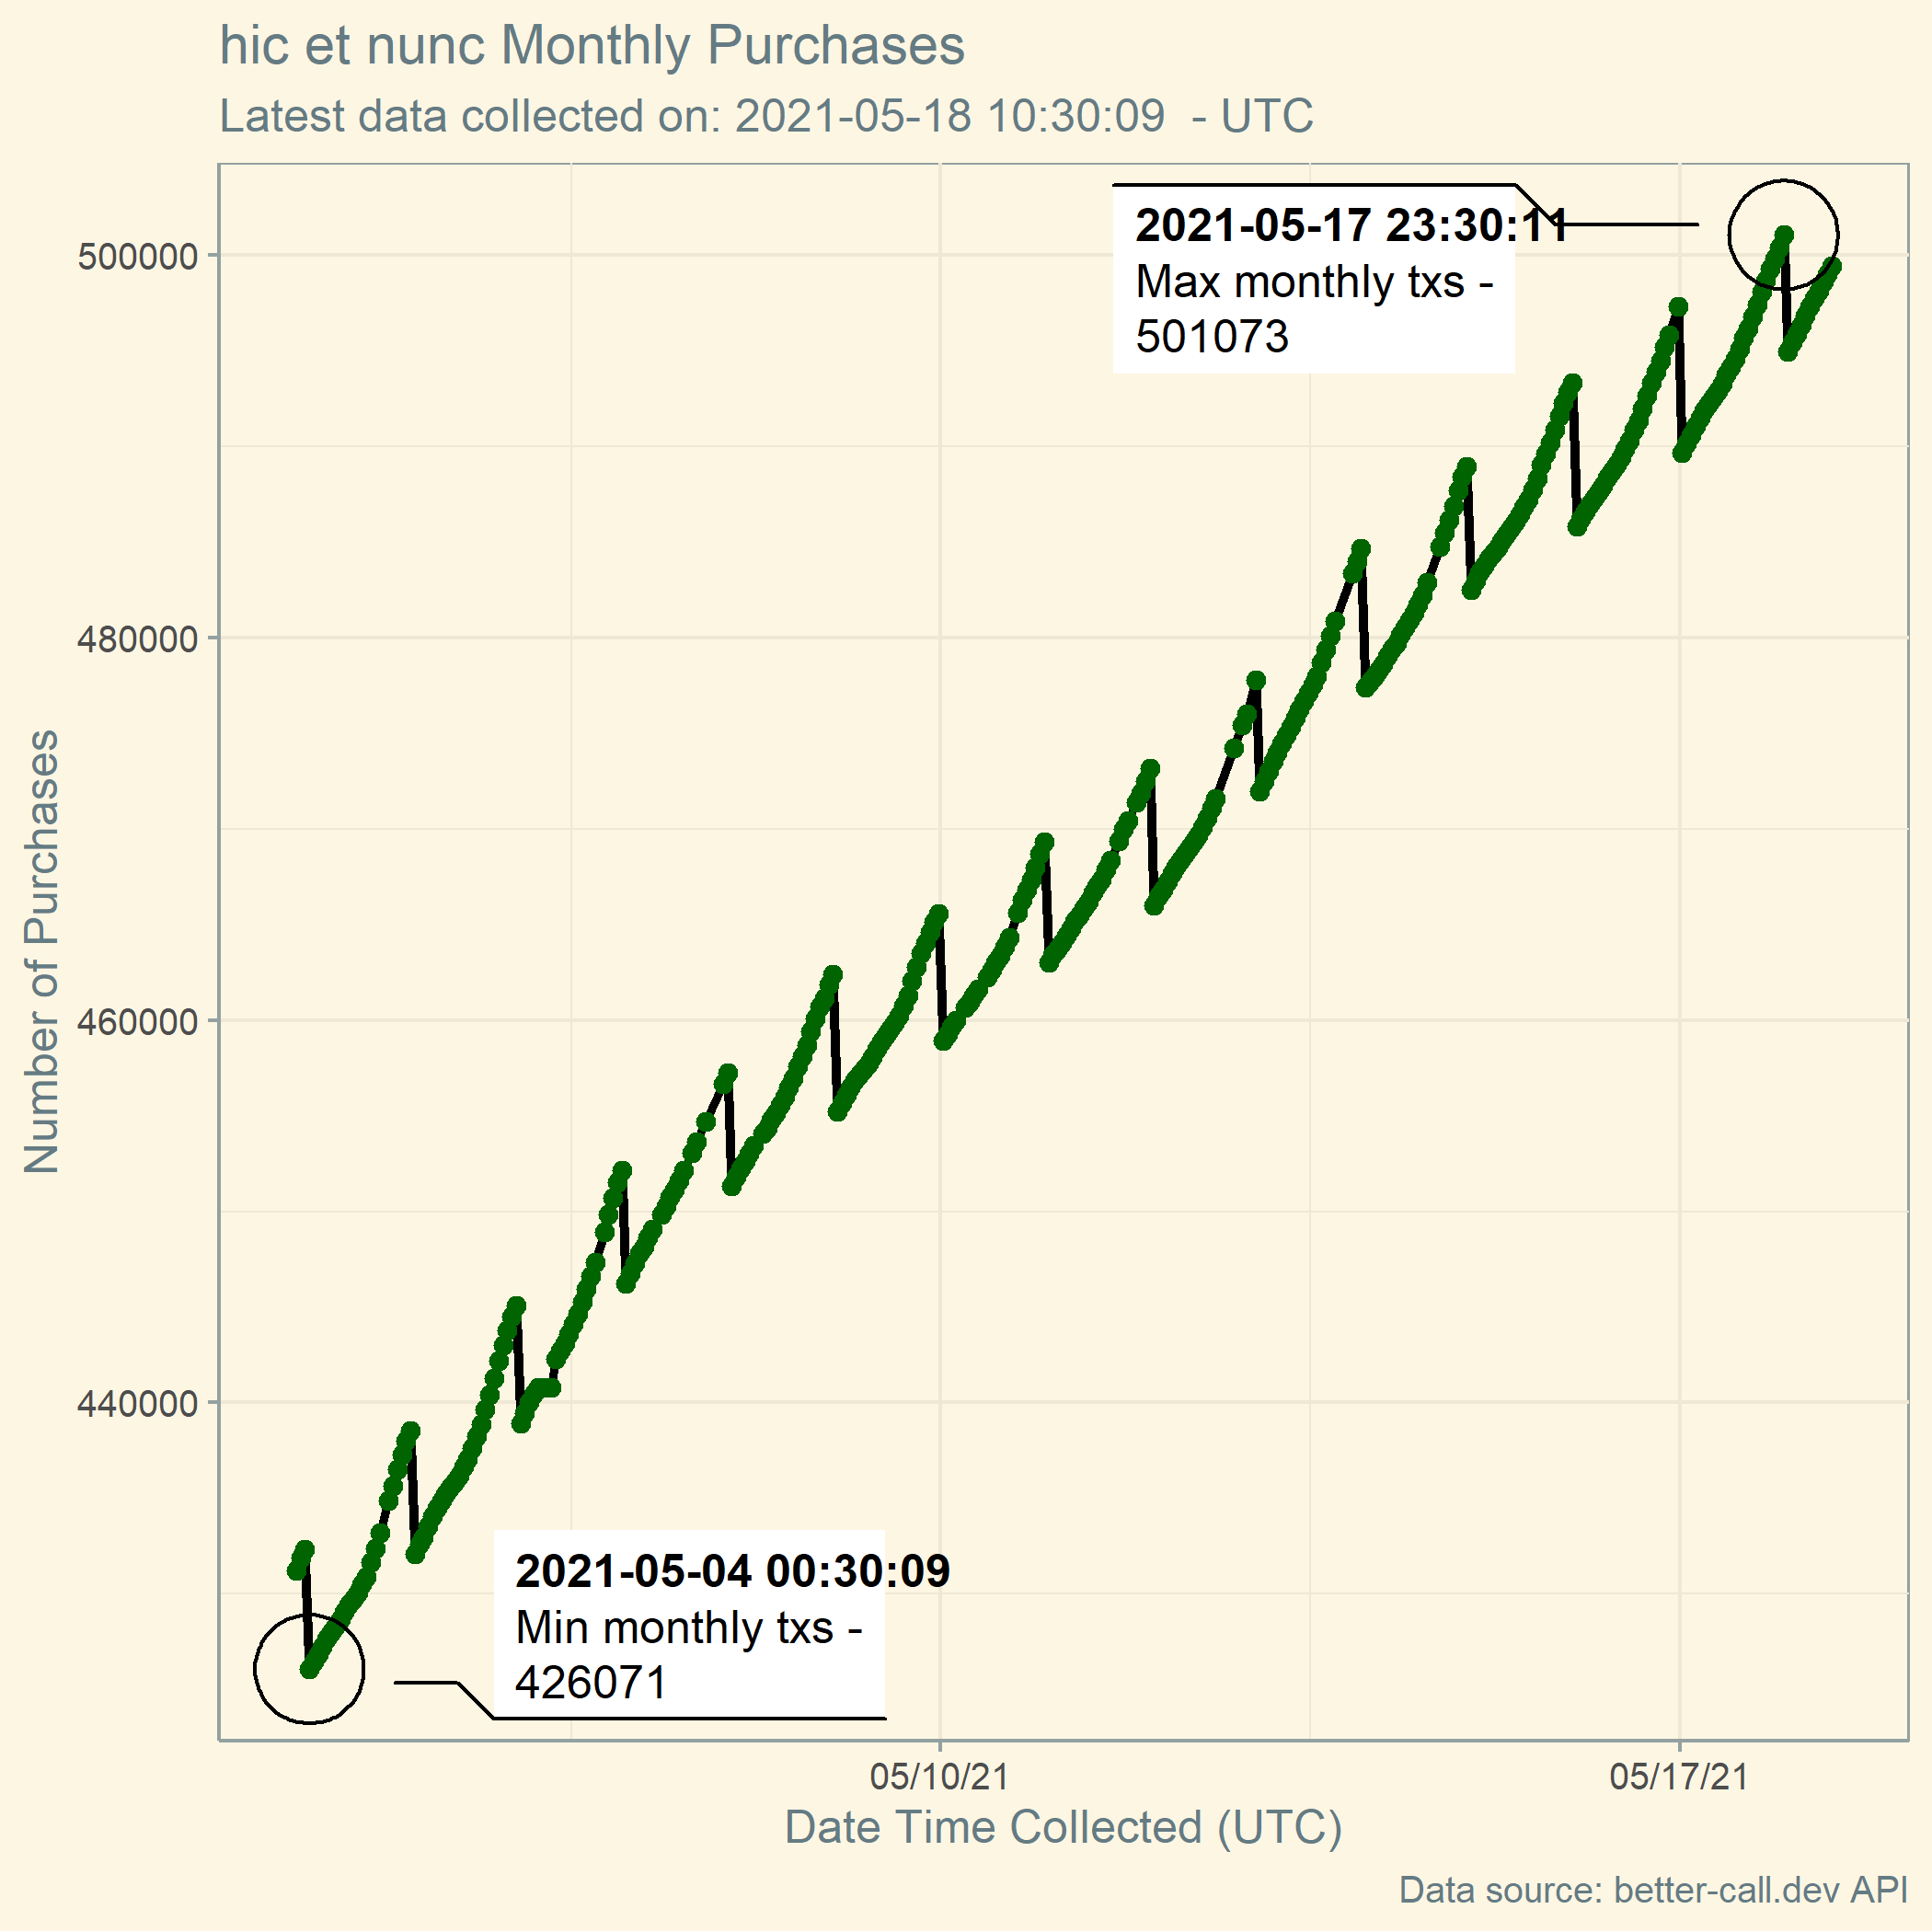 hic et nunc Monthly Purchases
Latest data collected on: 2021-05-18 10:30:09  - UTC
2021-05-17 23:30:11
Max monthly txs -
501073
500000
480000
460000
440000
Number of Purchases
2021-05-04 00:30:09
Min monthly txs -
426071
05/10/21
05/17/21
Date Time Collected (UTC)
Data source: better-call.dev API